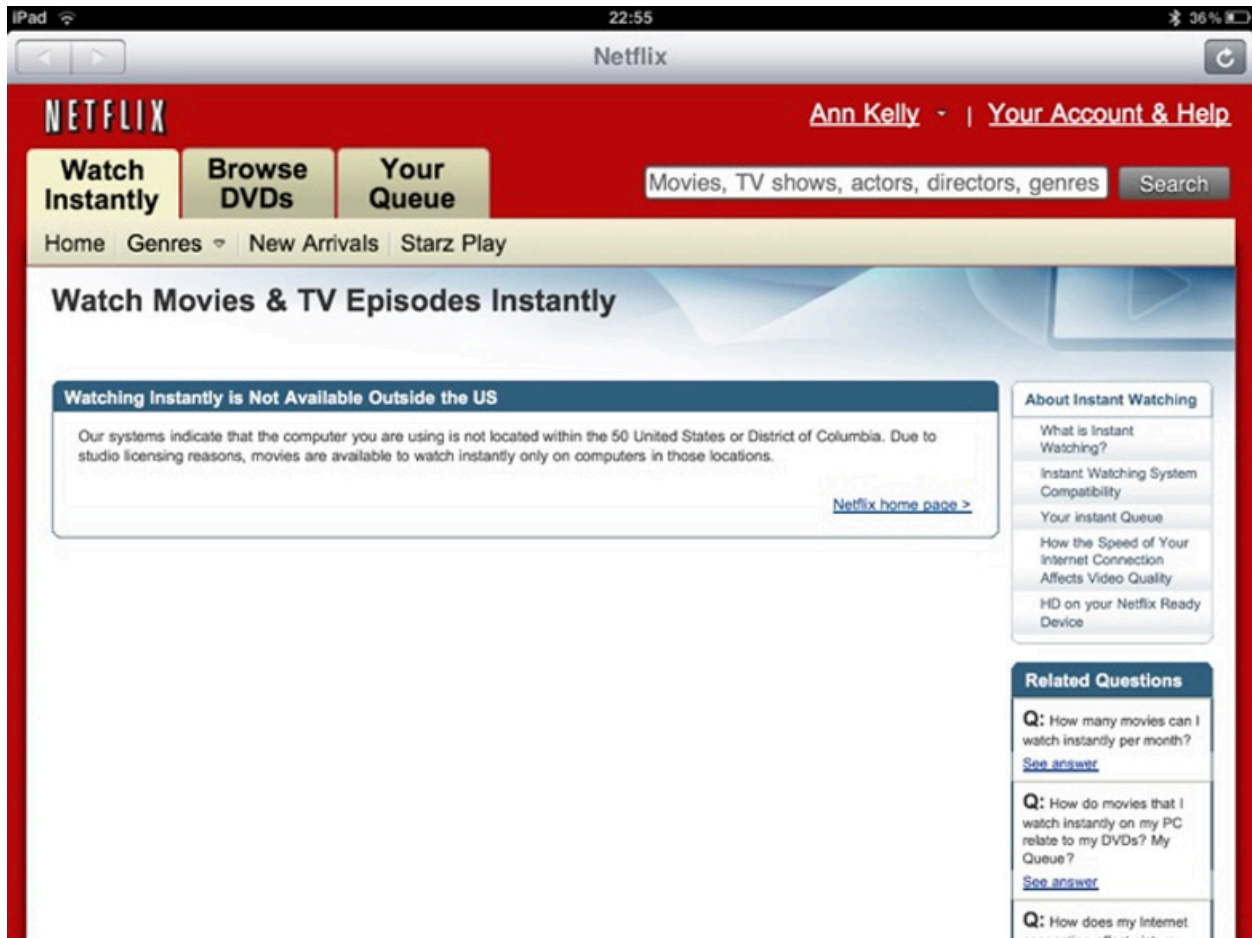 iPad 22:55 36%
Netflix
NETFLIX
Ann Kelly | Your Account & Help
Watch Instantly
Browse DVDs
Your Queue
Movies, TV shows, actors, directors, genres Search
Home Genres New Arrivals Starz Play
Watch Movies & TV Episodes Instantly
Watching Instantly is Not Available Outside the US
Our systems indicate that the computer you are using is not located within the 50 United States or District of Columbia. Due to
studio licensing reasons, movies are available to watch instantly only on computers in those locations.
Netflix home page >
About Instant Watching
What is Instant
Watching?
Instant Watching System
Compatibility
Your instant Queue
How the Speed of Your
Internet Connection
Affects Video Quality
HD on your Netflix Ready
Device
Related Questions
Q: How many movies can I
watch instantly per month?
See answer
Q: How do movies that I
watch instantly on my PC
relate to my DVDs? My
Queue?
See answer
Q: How does my Internet